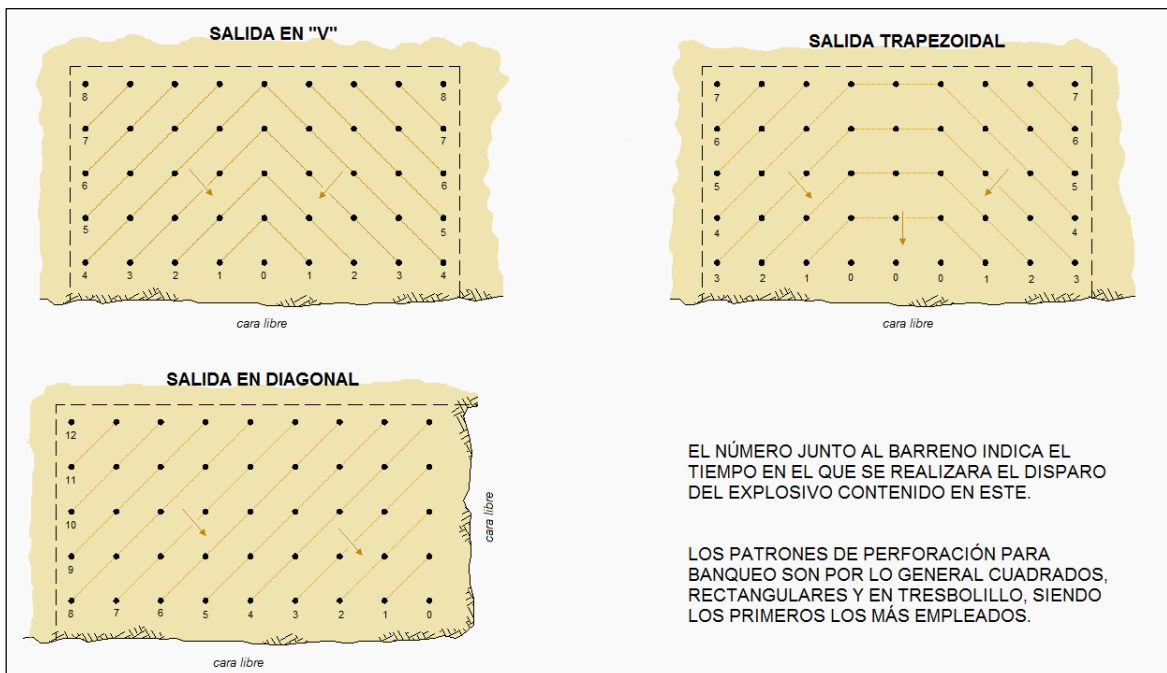 SALIDA EN "V"
8 8
7 7
6 6
5 5
4 3 2 1 0 1 2 3 4
cara libre
SALIDA TRAPEZOIDAL
7 7
6 6
5 5
4 4
3 2 1 0 0 0 1 2 3
cara libre
SALIDA EN DIAGONAL
12
11
10
9
8 7 6 5 4 3 2 1 0
cara libre
cara libre
EL NÚMERO JUNTO AL BARRENO INDICA EL
TIEMPO EN EL QUE SE REALIZARA EL DISPARO
DEL EXPLOSIVO CONTENIDO EN ESTE.
LOS PATRONES DE PERFORACIÓN PARA
BANQUEO SON POR LO GENERAL CUADRADOS,
RECTANGULARES Y EN TRESBOLILLO, SIENDO
LOS PRIMEROS LOS MÁS EMPLEADOS.